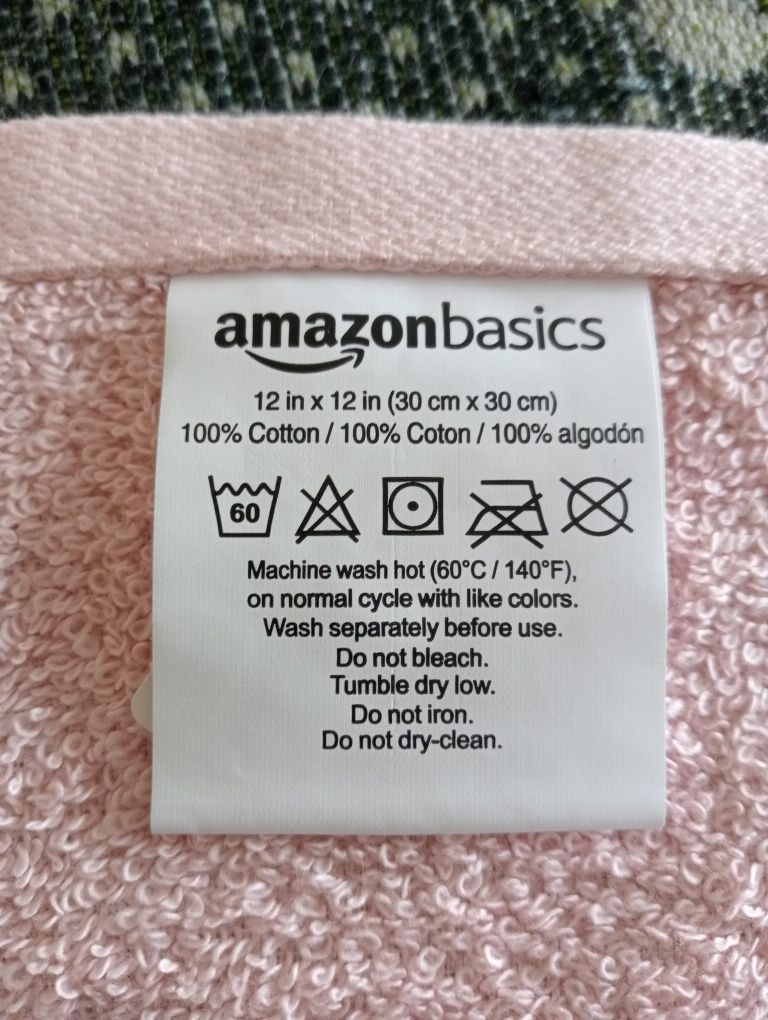 amazonbasics
12 in x 12 in (30 cm x 30 cm)
100% Cotton / 100% Coton / 100% algodón
60
Machine wash hot (60°C / 140°F),
on normal cycle with like colors.
Wash separately before use.
Do not bleach.
Tumble dry low.
Do not iron.
Do not dry-clean.